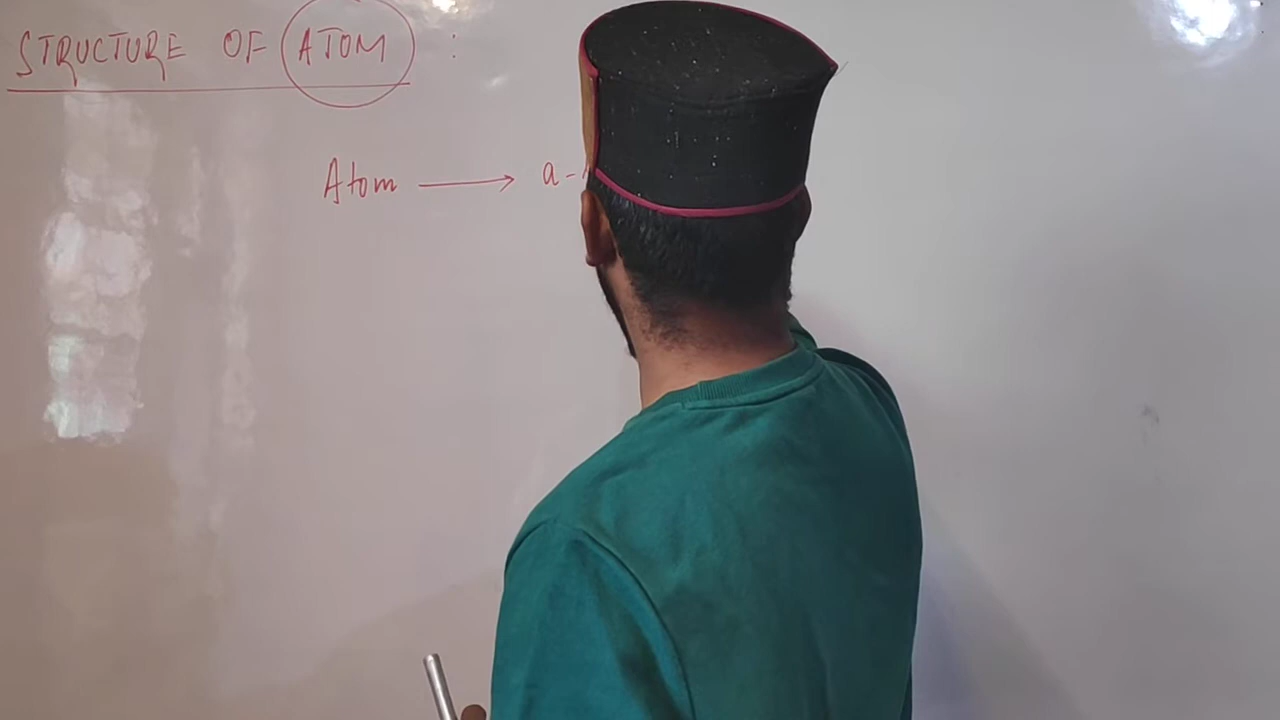 STRUCTURE OF ATOM :
Atom ⟶ a-